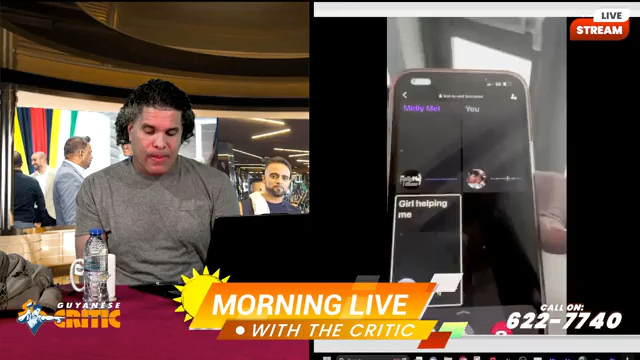 LIVE
STREAM
Melly Mel
You
Girl helping
me
GUYANESE
CRITIC
MORNING LIVE
• WITH THE CRITIC
CALL ON:
622-7740